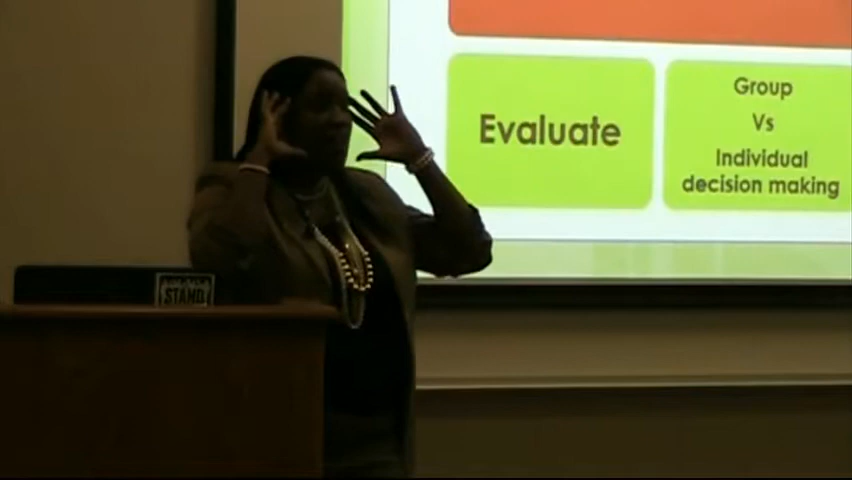 STAND
Evaluate
Group
Vs
Individual
decision making